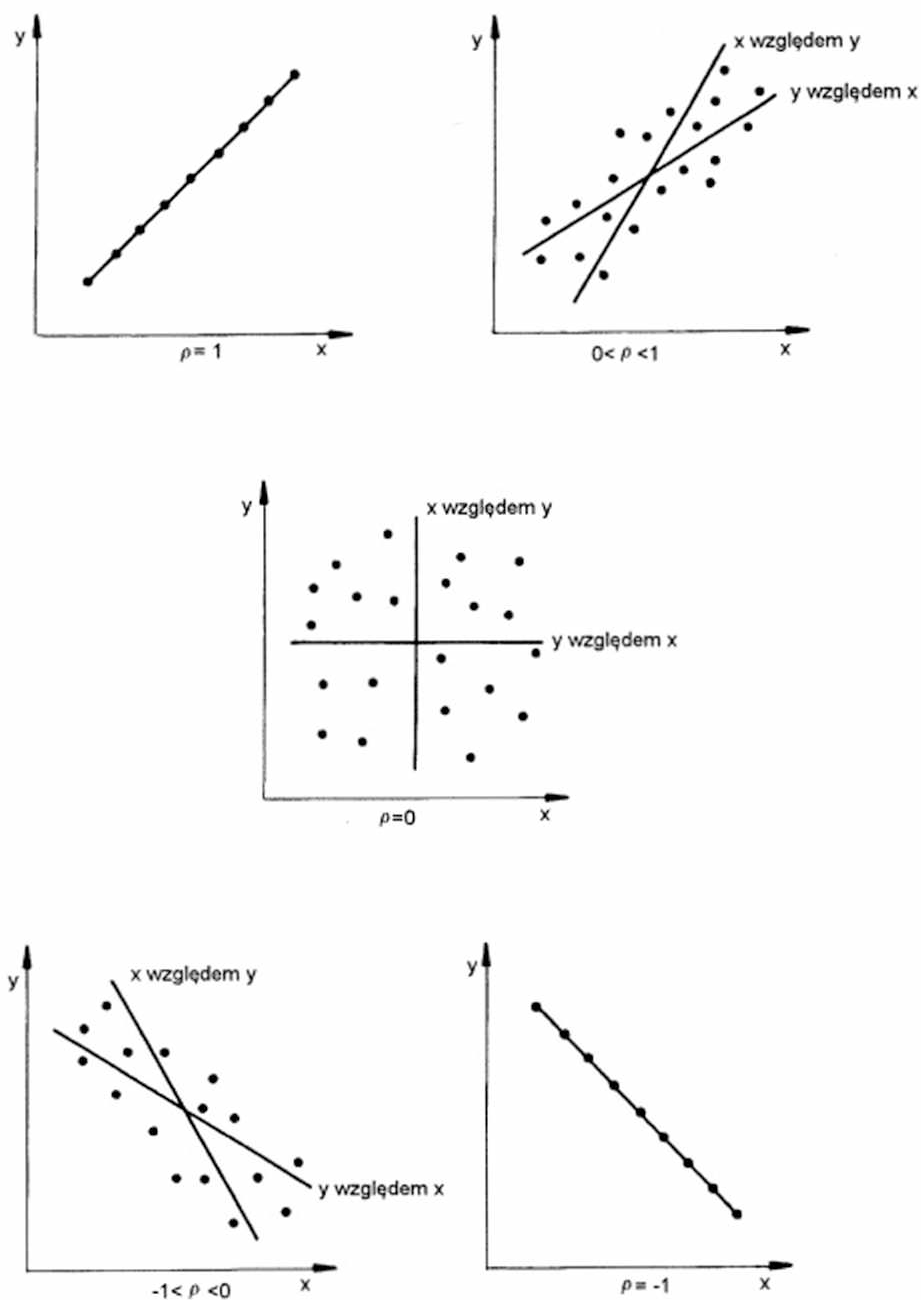 y
x
ρ= 1
y
x względem y
y względem x
x
0< ρ <1
y
x względem y
y względem x
x
ρ=0
y
x względem y
y względem x
x
-1< ρ <0
y
x
ρ= -1